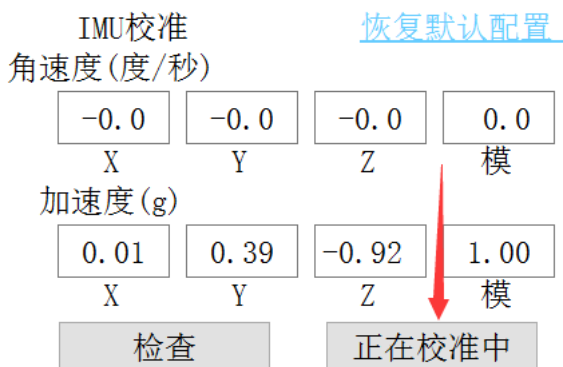 IMU校准 恢复默认配置
角速度(度/秒)
-0.0 -0.0 -0.0 0.0
X Y Z 模
加速度(g)
0.01 0.39 -0.92 1.00
X Y Z 模
检查 正在校准中